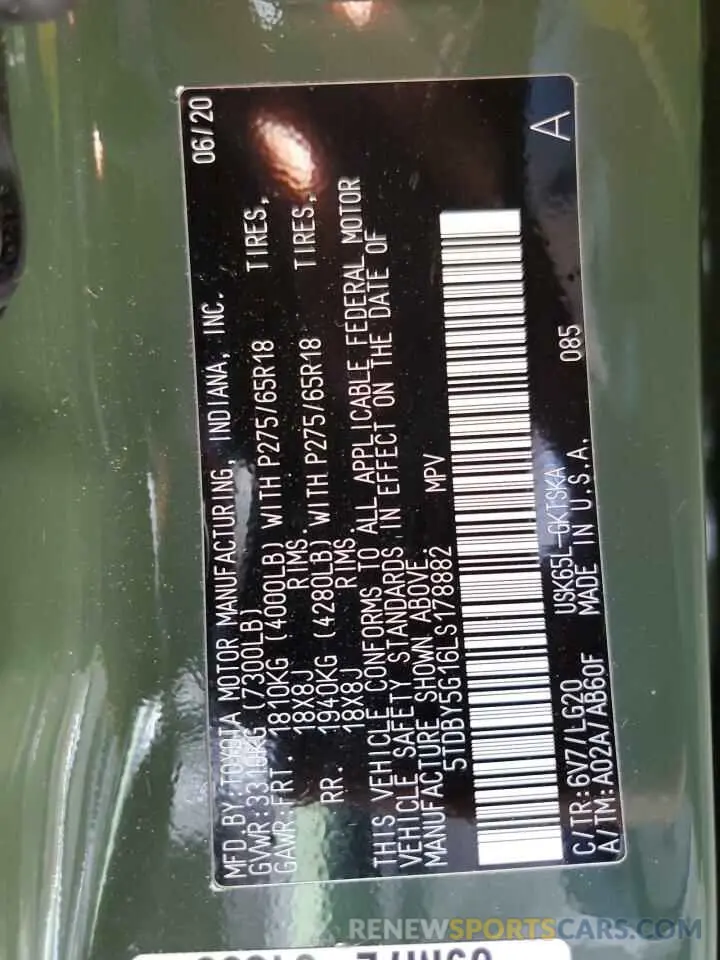 MFD.BY:TOYOTA MOTOR MANUFACTURING, INDIANA, INC. 06/20
GVWR:3310KG (7300LB)
GAWR:FRT. 1810KG (4000LB) WITH P275/65R18 TIRES,
18X8J RIMS.
RR. 1940KG (4280LB) WITH P275/65R18 TIRES,
18X8J RIMS.
THIS VEHICLE CONFORMS TO ALL APPLICABLE FEDERAL MOTOR
VEHICLE SAFETY STANDARDS IN EFFECT ON THE DATE OF
MANUFACTURE SHOWN ABOVE
5TDBY5G16LS178882 MPV
A
C/TR:6V7/LG20 USK65L-GKTSKA 085
A/TM:A02A/AB60F MADE IN U.S.A.
RENEWSPORTSCARS.COM